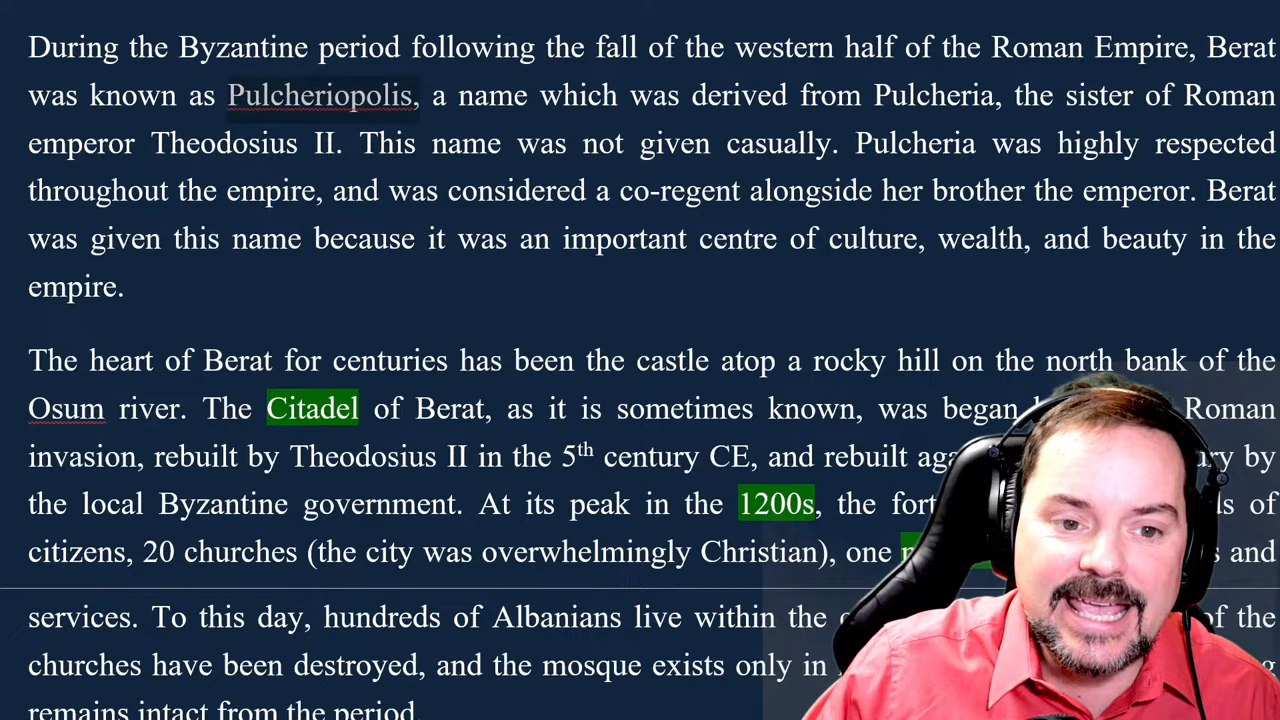 During the Byzantine period following the fall of the western half of the Roman Empire, Berat
was known as Pulcheriopolis, a name which was derived from Pulcheria, the sister of Roman
emperor Theodosius II. This name was not given casually. Pulcheria was highly respected
throughout the empire, and was considered a co-regent alongside her brother the emperor. Berat
was given this name because it was an important centre of culture, wealth, and beauty in the
empire.
The heart of Berat for centuries has been the castle atop a rocky hill on the north bank of the
Osum river. The Citadel of Berat, as it is sometimes known, was began Roman
invasion, rebuilt by Theodosius II in the 5th century CE, and rebuilt by
the local Byzantine government. At its peak in the 1200s, the of
citizens, 20 churches (the city was overwhelmingly Christian), one and
services. To this day, hundreds of Albanians live within the of the
churches have been destroyed, and the mosque exists only in
remains intact from the period.